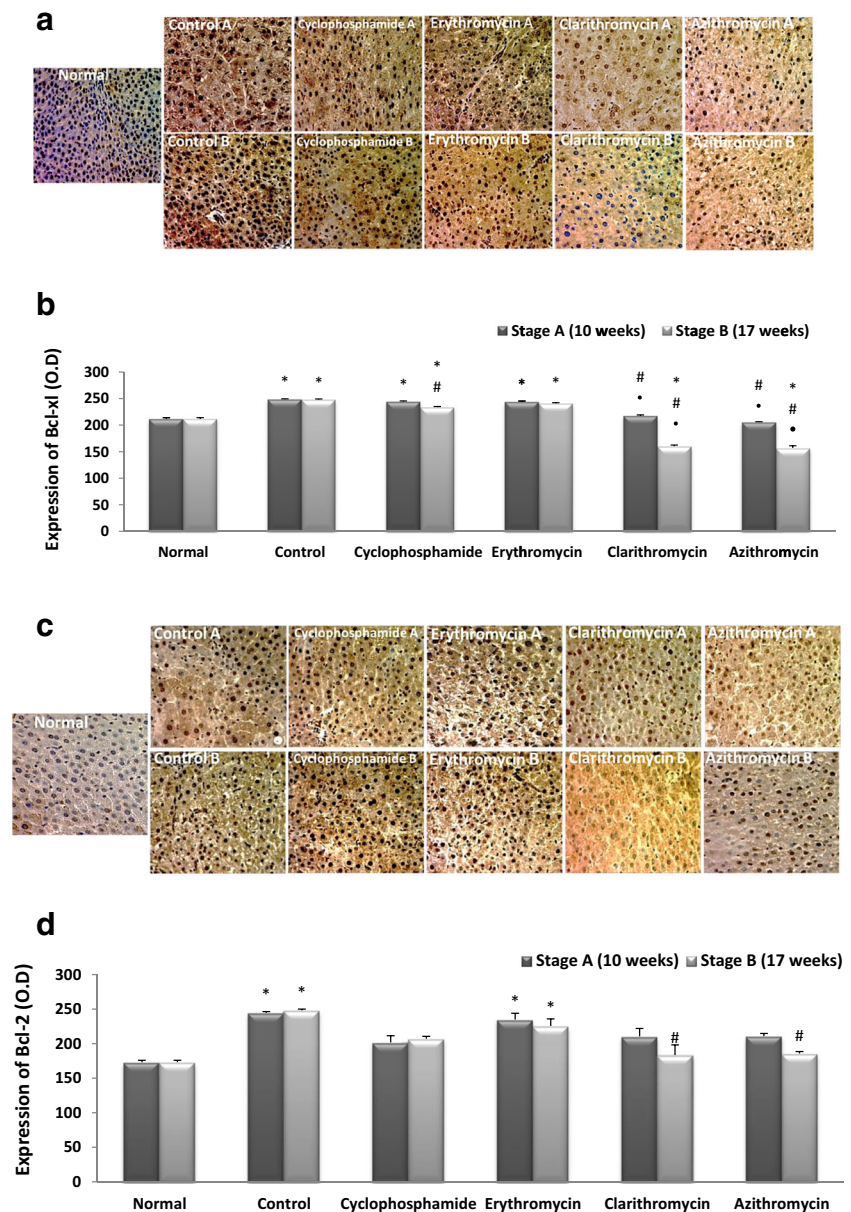 a
Control A Cyclophosphamide A Erythromycin A Clarithromycin A Azithromycin A
Normal
Control B Cyclophosphamide B Erythromycin B Clarithromycin B Azithromycin B
b
Stage A (10 weeks) Stage B (17 weeks)
Expression of Bcl-xl (O.D)
300
250
200
150
100
50
0
* * * * # * * # • * # • # • * # •
Normal Control Cyclophosphamide Erythromycin Clarithromycin Azithromycin
c
Control A Cyclophosphamide A Erythromycin A Clarithromycin A Azithromycin A
Normal
Control B Cyclophosphamide B Erythromycin B Clarithromycin B Azithromycin B
d
Stage A (10 weeks) Stage B (17 weeks)
Expression of Bcl-2 (O.D)
300
250
200
150
100
50
0
* * * * # #
Normal Control Cyclophosphamide Erythromycin Clarithromycin Azithromycin